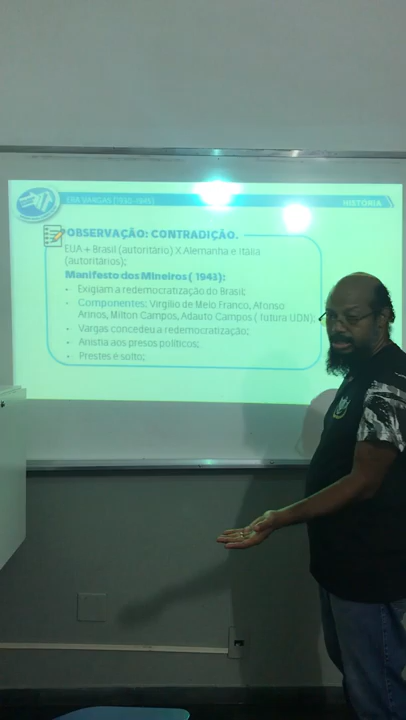 ERA VARGAS (1930-1945)
HISTÓRIA
OBSERVAÇÃO: CONTRADIÇÃO.
EUA + Brasil (autoritário) X Alemanha e Itália
(autoritários);
Manifesto dos Mineiros ( 1943):
• Exigiam a redemocratização do Brasil;
• Componentes: Virgílio de Melo Franco, Afonso
Arinos, Milton Campos, Adauto Campos ( futura UDN);
• Vargas concedeu a redemocratização;
• Anistia aos presos políticos;
• Prestes é solto;